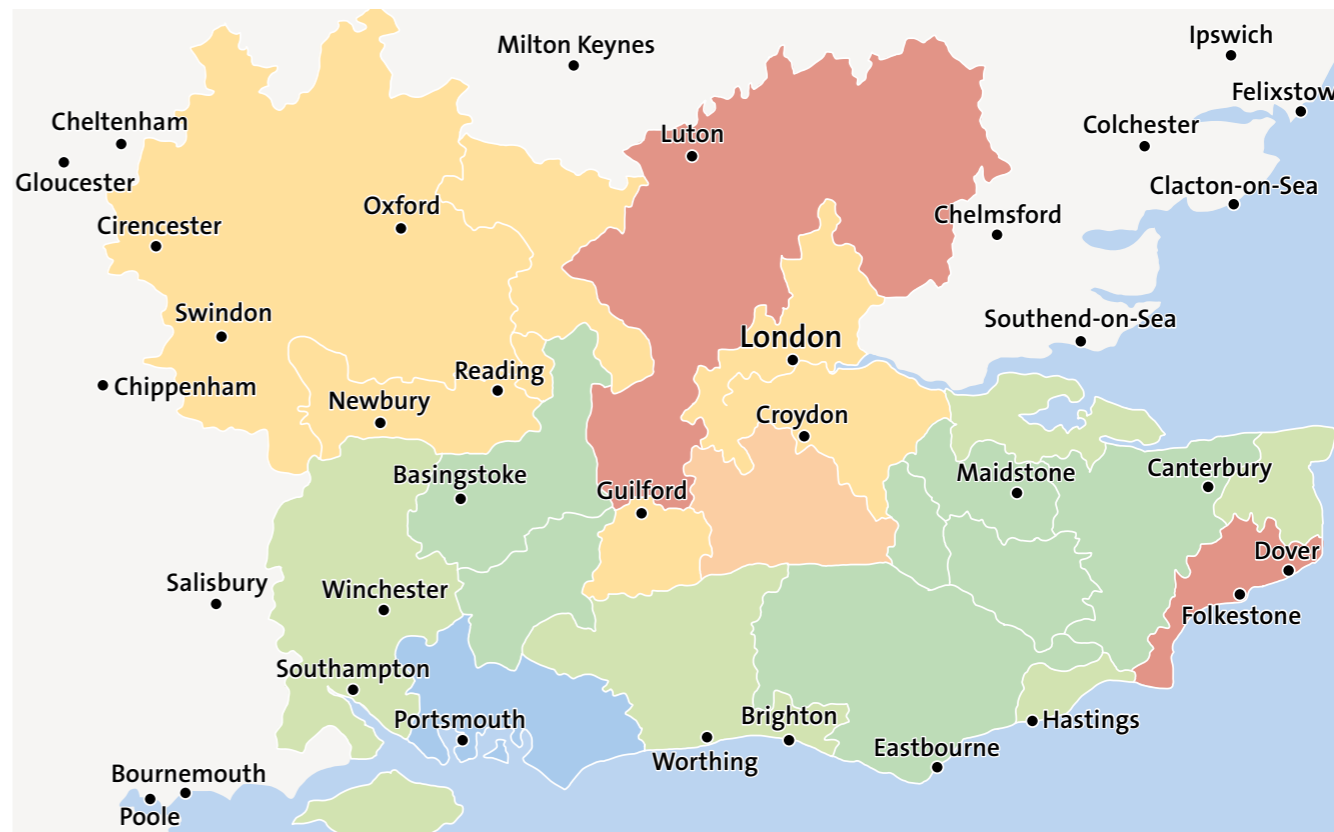 Ipswich
Milton Keynes
Felixstow
Cheltenham
Colchester
Luton
Gloucester
Clacton-on-Sea
Oxford
Chelmsford
Cirencester
Swindon
Southend-on-Sea
London
Reading
Chippenham
Newbury
Croydon
Basingstoke
Maidstone
Canterbury
Guilford
Dover
Salisbury
Winchester
Folkestone
Southampton
Portsmouth
Brighton
Hastings
Eastbourne
Worthing
Bournemouth
Poole